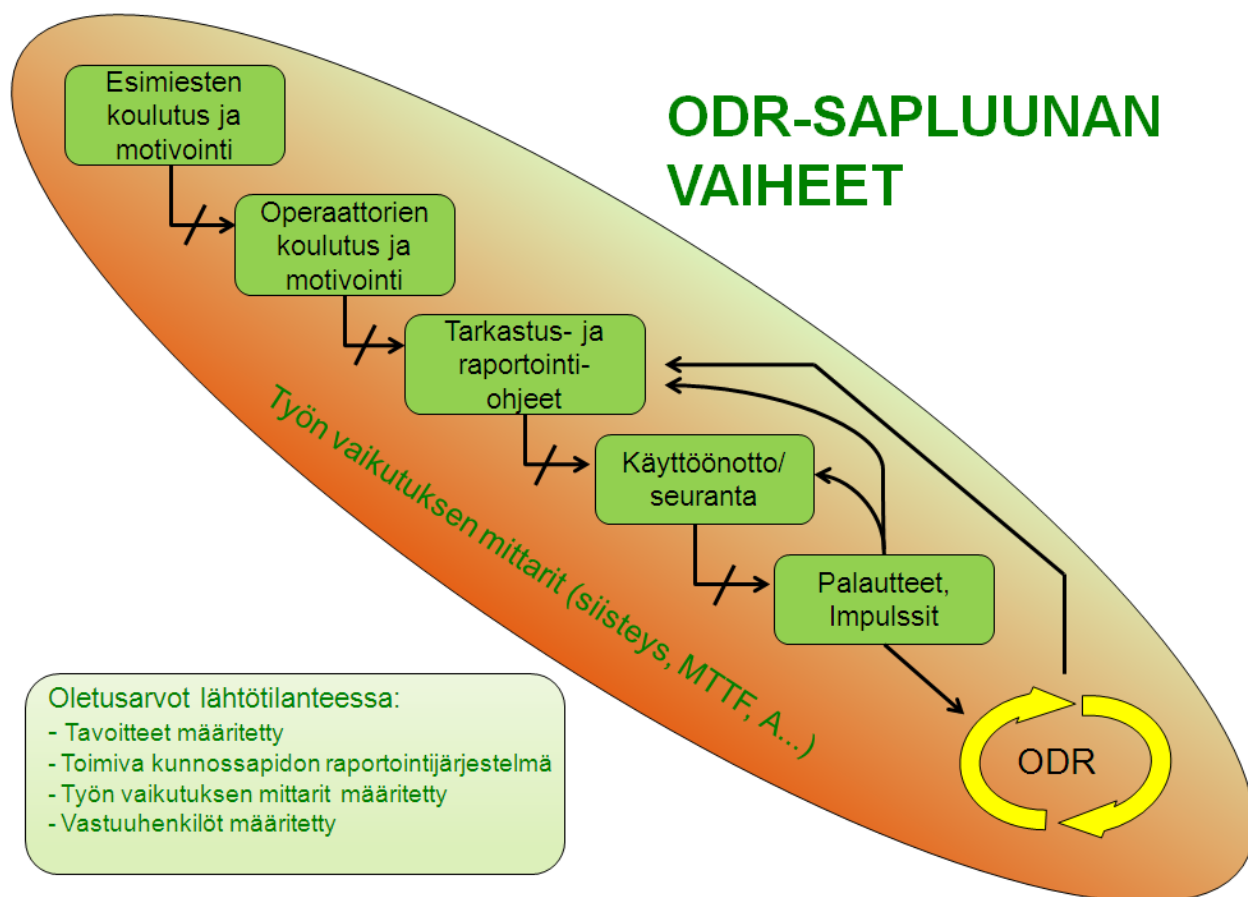 ODR-SAPLUUNAN
VAIHEET
Esimiesten
koulutus ja
motivointi
Operaattorien
koulutus ja
motivointi
Tarkastus- ja
raportointi-
ohjeet
Käyttöönotto/
seuranta
Palautteet,
Impulssit
ODR
Työn vaikutuksen mittarit (siisteys, MTTF, A...)
Oletusarvot lähtötilanteessa:
- Tavoitteet määritetty
- Toimiva kunnossapidon raportointijärjestelmä
- Työn vaikutuksen mittarit määritetty
- Vastuuhenkilöt määritetty